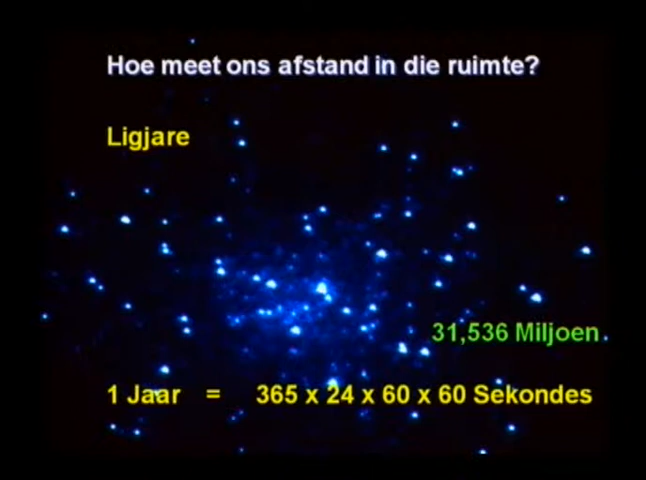 Hoe meet ons afstand in die ruimte?
Ligjare
31,536 Miljoen
1 Jaar = 365 x 24 x 60 x 60 Sekondes